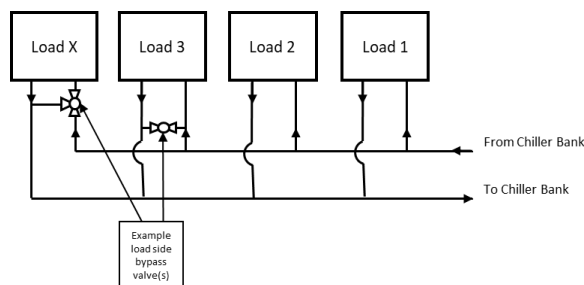 Load X
Load 3
Load 2
Load 1
From Chiller Bank
To Chiller Bank
Example
load side
bypass
valve(s)